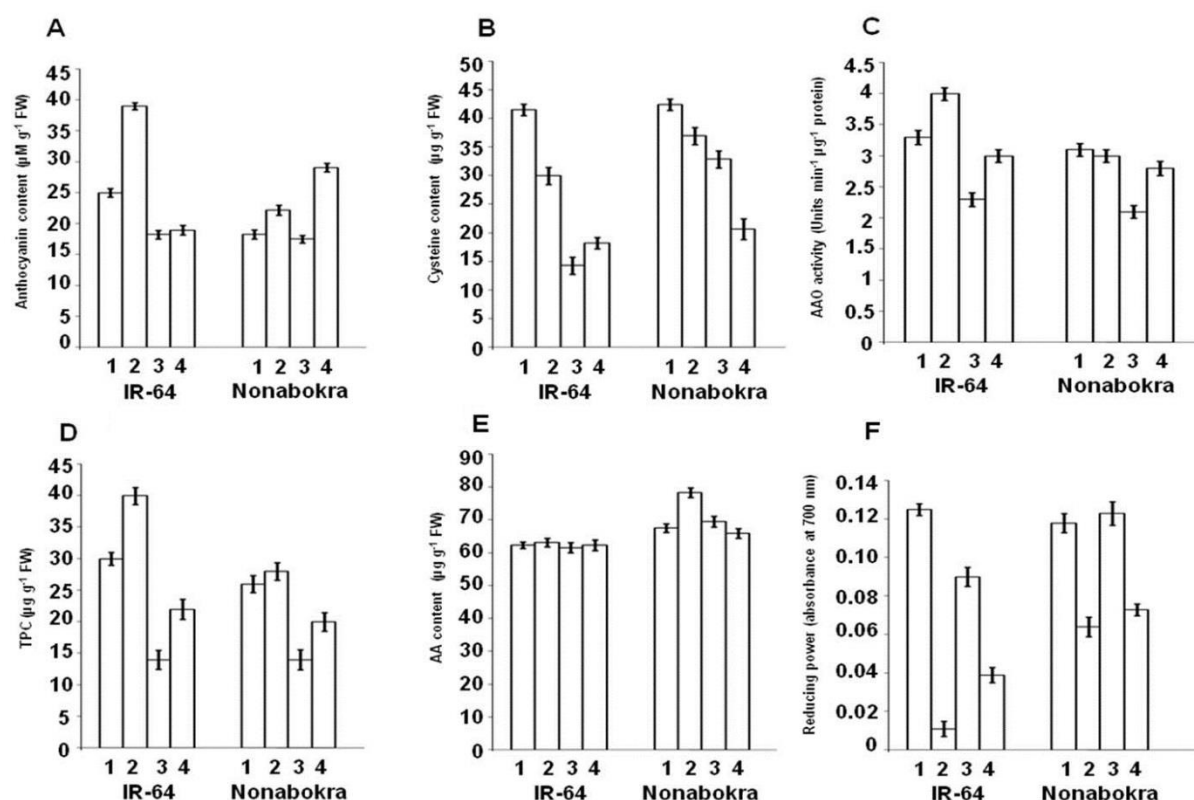 A
Anthocyanin content (µM g-1 FW)
45
40
35
30
25
20
15
10
5
0
1 2 3 4 1 2 3 4
IR-64 Nonabokra
B
Cysteine content (µg g-1 FW)
50
45
40
35
30
25
20
15
10
5
0
1 2 3 4 1 2 3 4
IR-64 Nonabokra
C
AAO activity (Units min-1 µg-1 protein)
4.5
4
3.5
3
2.5
2
1.5
1
0.5
0
1 2 3 4 1 2 3 4
IR-64 Nonabokra
D
TPC (µg g-1 FW)
45
40
35
30
25
20
15
10
5
0
1 2 3 4 1 2 3 4
IR-64 Nonabokra
E
AA content (µg g-1 FW)
90
80
70
60
50
40
30
20
10
0
1 2 3 4 1 2 3 4
IR-64 Nonabokra
F
Reducing power (absorbance at 700 nm)
0.14
0.12
0.10
0.08
0.06
0.04
0.02
0
1 2 3 4 1 2 3 4
IR-64 Nonabokra